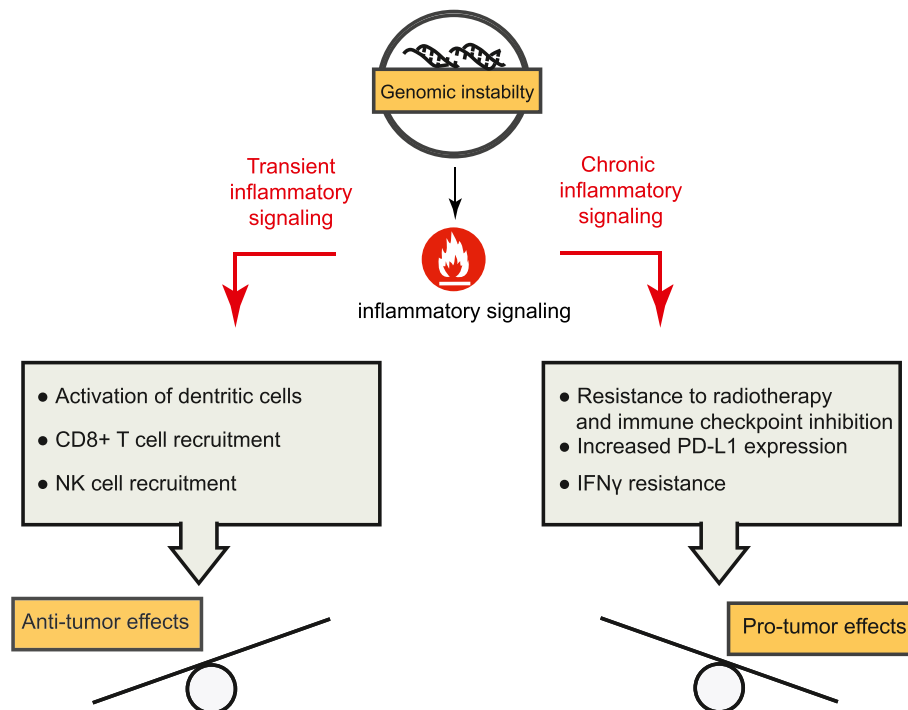 Genomic instabilty
Transient
inflammatory
signaling
Chronic
inflammatory
signaling
inflammatory signaling
● Activation of dentritic cells
● CD8+ T cell recruitment
● NK cell recruitment
● Resistance to radiotherapy
and immune checkpoint inhibition
● Increased PD-L1 expression
● IFNγ resistance
Anti-tumor effects
Pro-tumor effects